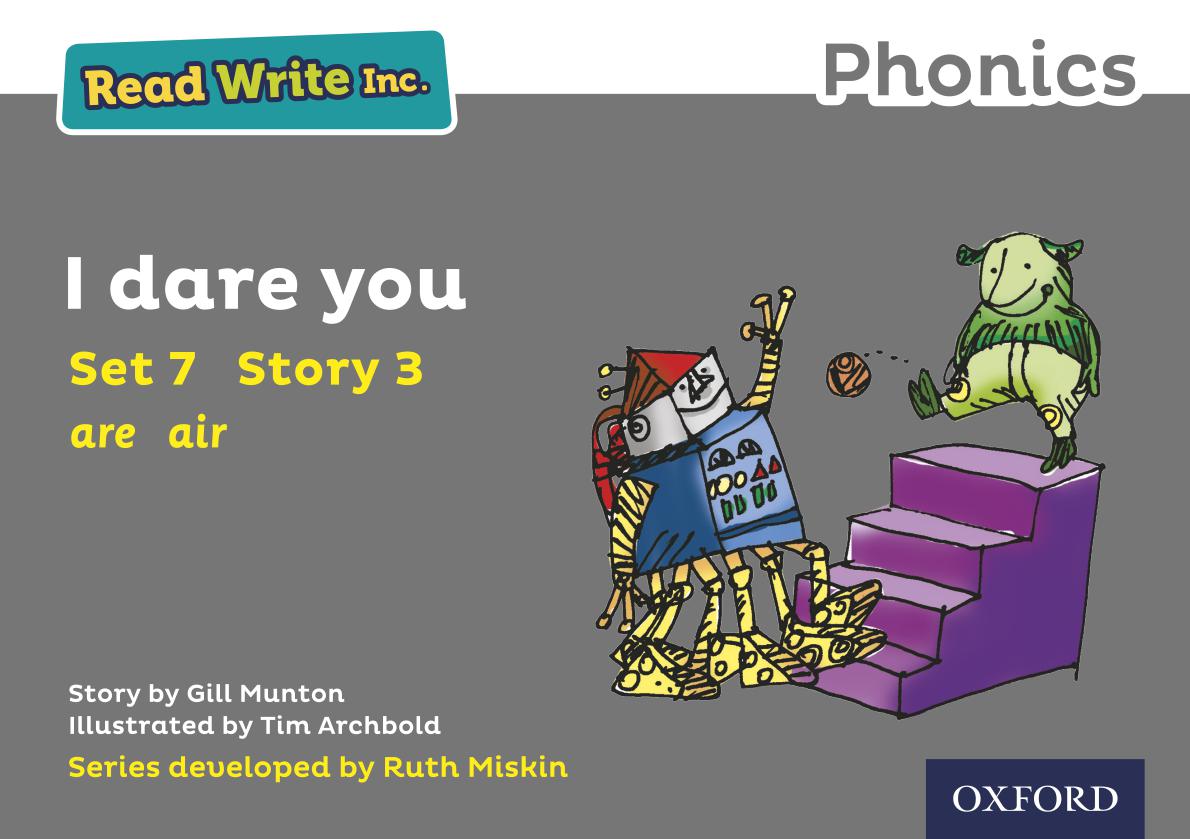 Read Write Inc.
Phonics
I dare you
Set 7 Story 3
are air
Story by Gill Munton
Illustrated by Tim Archbold
Series developed by Ruth Miskin
OXFORD